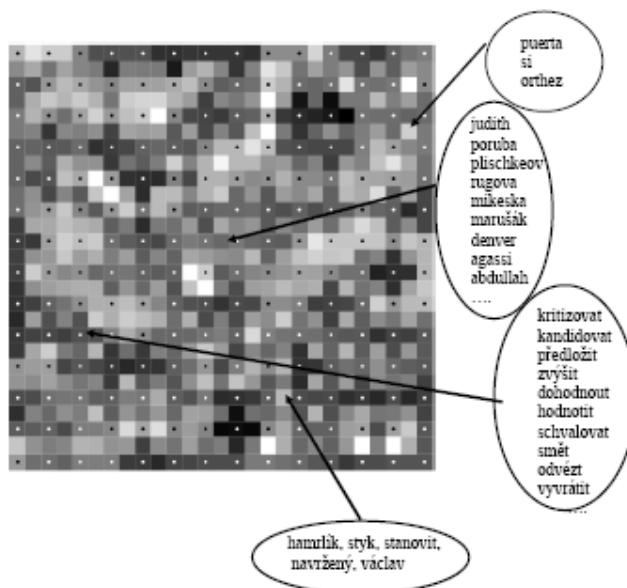 puerta
si
orthez
judith
poruba
plischkeov
rugova
mikeska
marušák
denver
agassi
abdullah
....
kritizovat
kandidovat
předložit
zvýšit
dohodnout
hodnotit
schvalovat
smět
odvézt
vyvrátit
.....
hamrlík, styk, stanovit,
navržený, václav